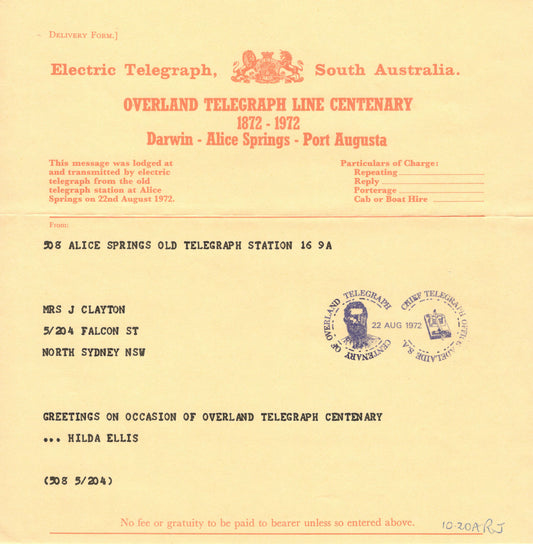 DELIVERY FORM.]
Electric Telegraph, South Australia.
OVERLAND TELEGRAPH LINE CENTENARY
1872 - 1972
Darwin - Alice Springs - Port Augusta
This message was lodged at
and transmitted by electric
telegraph from the old
telegraph station at Alice
Springs on 22nd August 1972.
Particulars of Charge:
Repeating
Reply
Porterage
Cab or Boat Hire
From:
508 ALICE SPRINGS OLD TELEGRAPH STATION 16 9A
MRS J CLAYTON
5/204 FALCON ST
NORTH SYDNEY NSW
CENTENARY OF OVERLAND TELEGRAPH
22 AUG 1972
CHIEF TELEGRAPH OFFICE ADELAIDE S.A.
GREETINGS ON OCCASION OF OVERLAND TELEGRAPH CENTENARY
... HILDA ELLIS
(508 5/204)
No fee or gratuity to be paid to bearer unless so entered above.
10-20A RJ